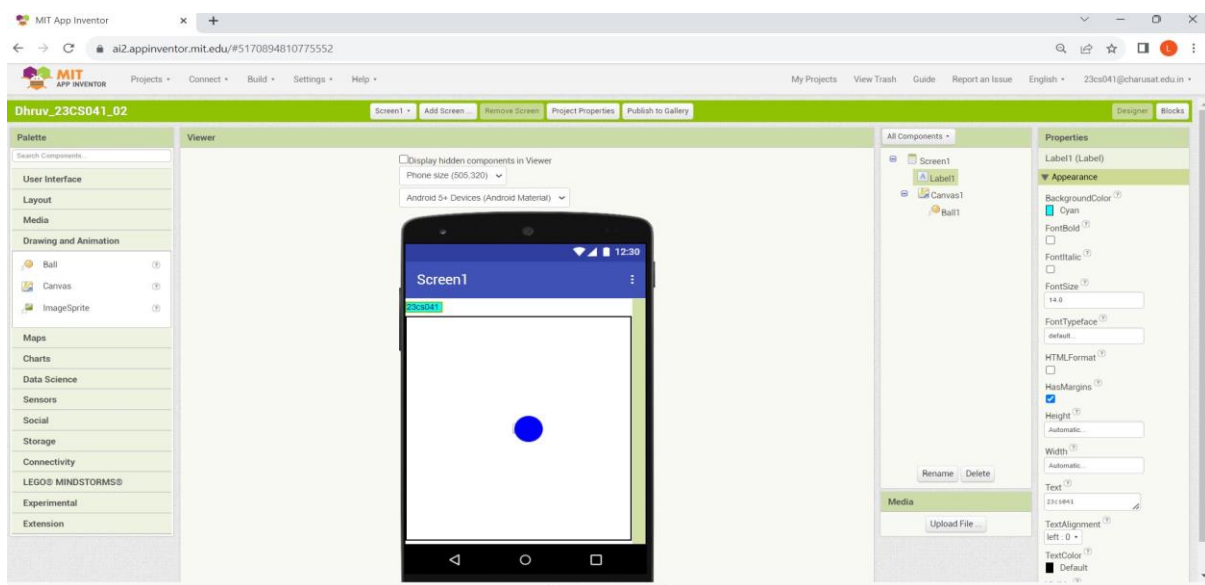 MIT App Inventor
ai2.appinventor.mit.edu/#5170894810775552
L
MIT
APP INVENTOR
Projects
Connect
Build
Settings
Help
My Projects
View Trash
Guide
Report an Issue
English
23cs041@charusat.edu.in
Dhruv_23CS041_02
Screen1
Add Screen ...
Remove Screen
Project Properties
Publish to Gallery
Designer
Blocks
Palette
Search Components...
User Interface
Layout
Media
Drawing and Animation
Ball
Canvas
ImageSprite
Maps
Charts
Data Science
Sensors
Social
Storage
Connectivity
LEGO® MINDSTORMS®
Experimental
Extension
Viewer
Display hidden components in Viewer
Phone size (505,320)
Android 5+ Devices (Android Material)
12:30
Screen1
23cs041
All Components
Screen1
Label1
Canvas1
Ball1
Rename
Delete
Media
Upload File ...
Properties
Label1 (Label)
Appearance
BackgroundColor
Cyan
FontBold
FontItalic
FontSize
14.0
FontTypeface
default...
HTMLFormat
HasMargins
Height
Automatic...
Width
Automatic...
Text
23cs041
TextAlignment
left : 0
TextColor
Default